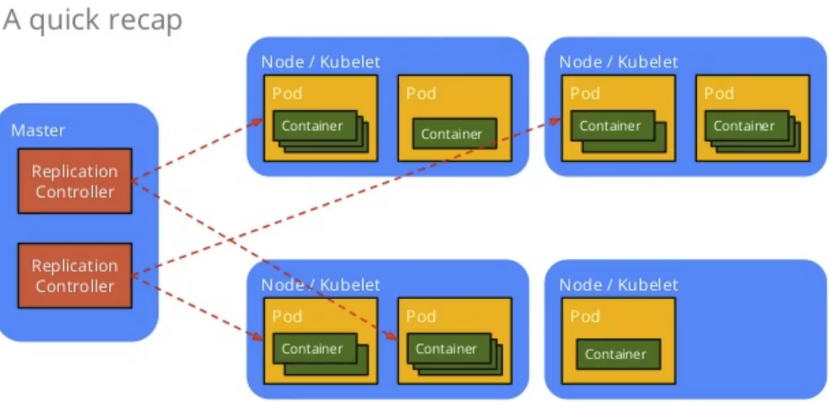 A quick recap
Master
Replication
Controller
Replication
Controller
Node / Kubelet
Pod
Container
Pod
Container
Node / Kubelet
Pod
Container
Pod
Container
Node / Kubelet
Pod
Container
Pod
Container
Node / Kubelet
Pod
Container